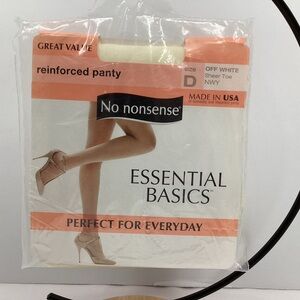 GREAT VALUE
reinforced panty
size
D
OFF WHITE
Sheer Toe
NWY
MADE IN USA
No nonsense
ESSENTIAL
BASICS
PERFECT FOR EVERYDAY